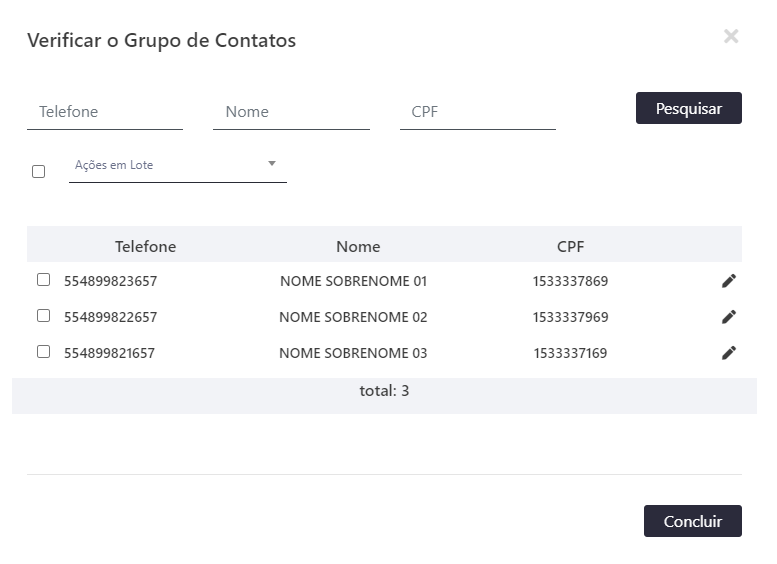 Verificar o Grupo de Contatos
×
Telefone Nome CPF Pesquisar
Ações em Lote
Telefone Nome CPF
554899823657 NOME SOBRENOME 01 1533337869
554899822657 NOME SOBRENOME 02 1533337969
554899821657 NOME SOBRENOME 03 1533337169
total: 3
Concluir